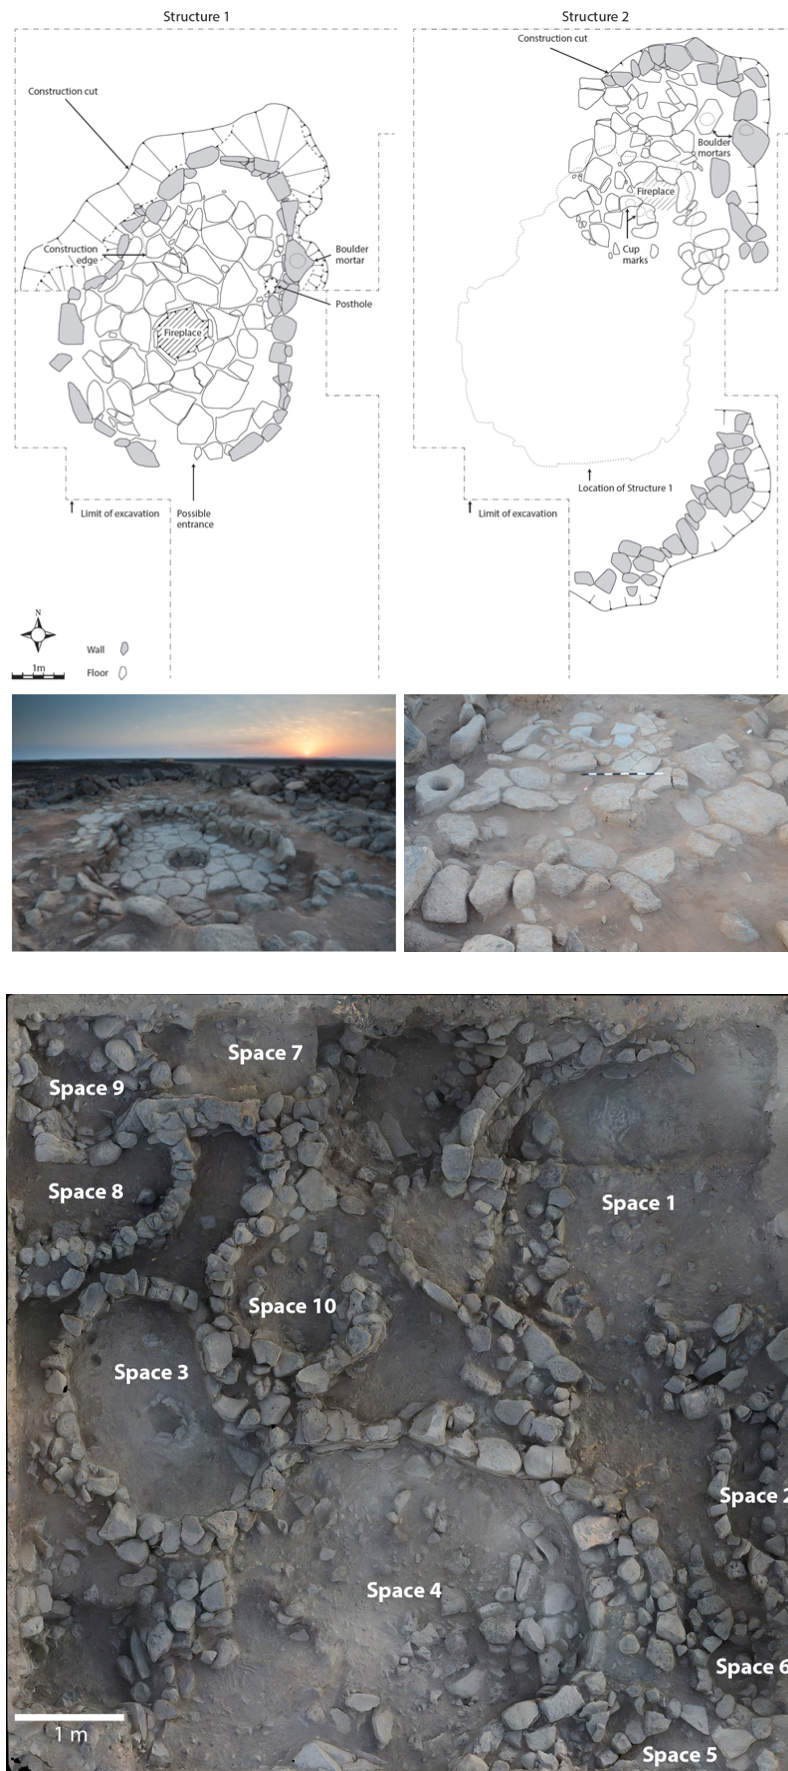 Structure 1
Structure 2
Construction cut
Construction cut
Boulder
mortars
Fireplace
Construction
edge
Boulder
mortar
Cup
marks
Posthole
Fireplace
Location of Structure 1
Limit of excavation
Possible
entrance
Limit of excavation
N
Wall
1m
Floor
Space 7
Space 9
Space 8
Space 1
Space 10
Space 3
Space 2
Space 4
Space 6
Space 5
1 m